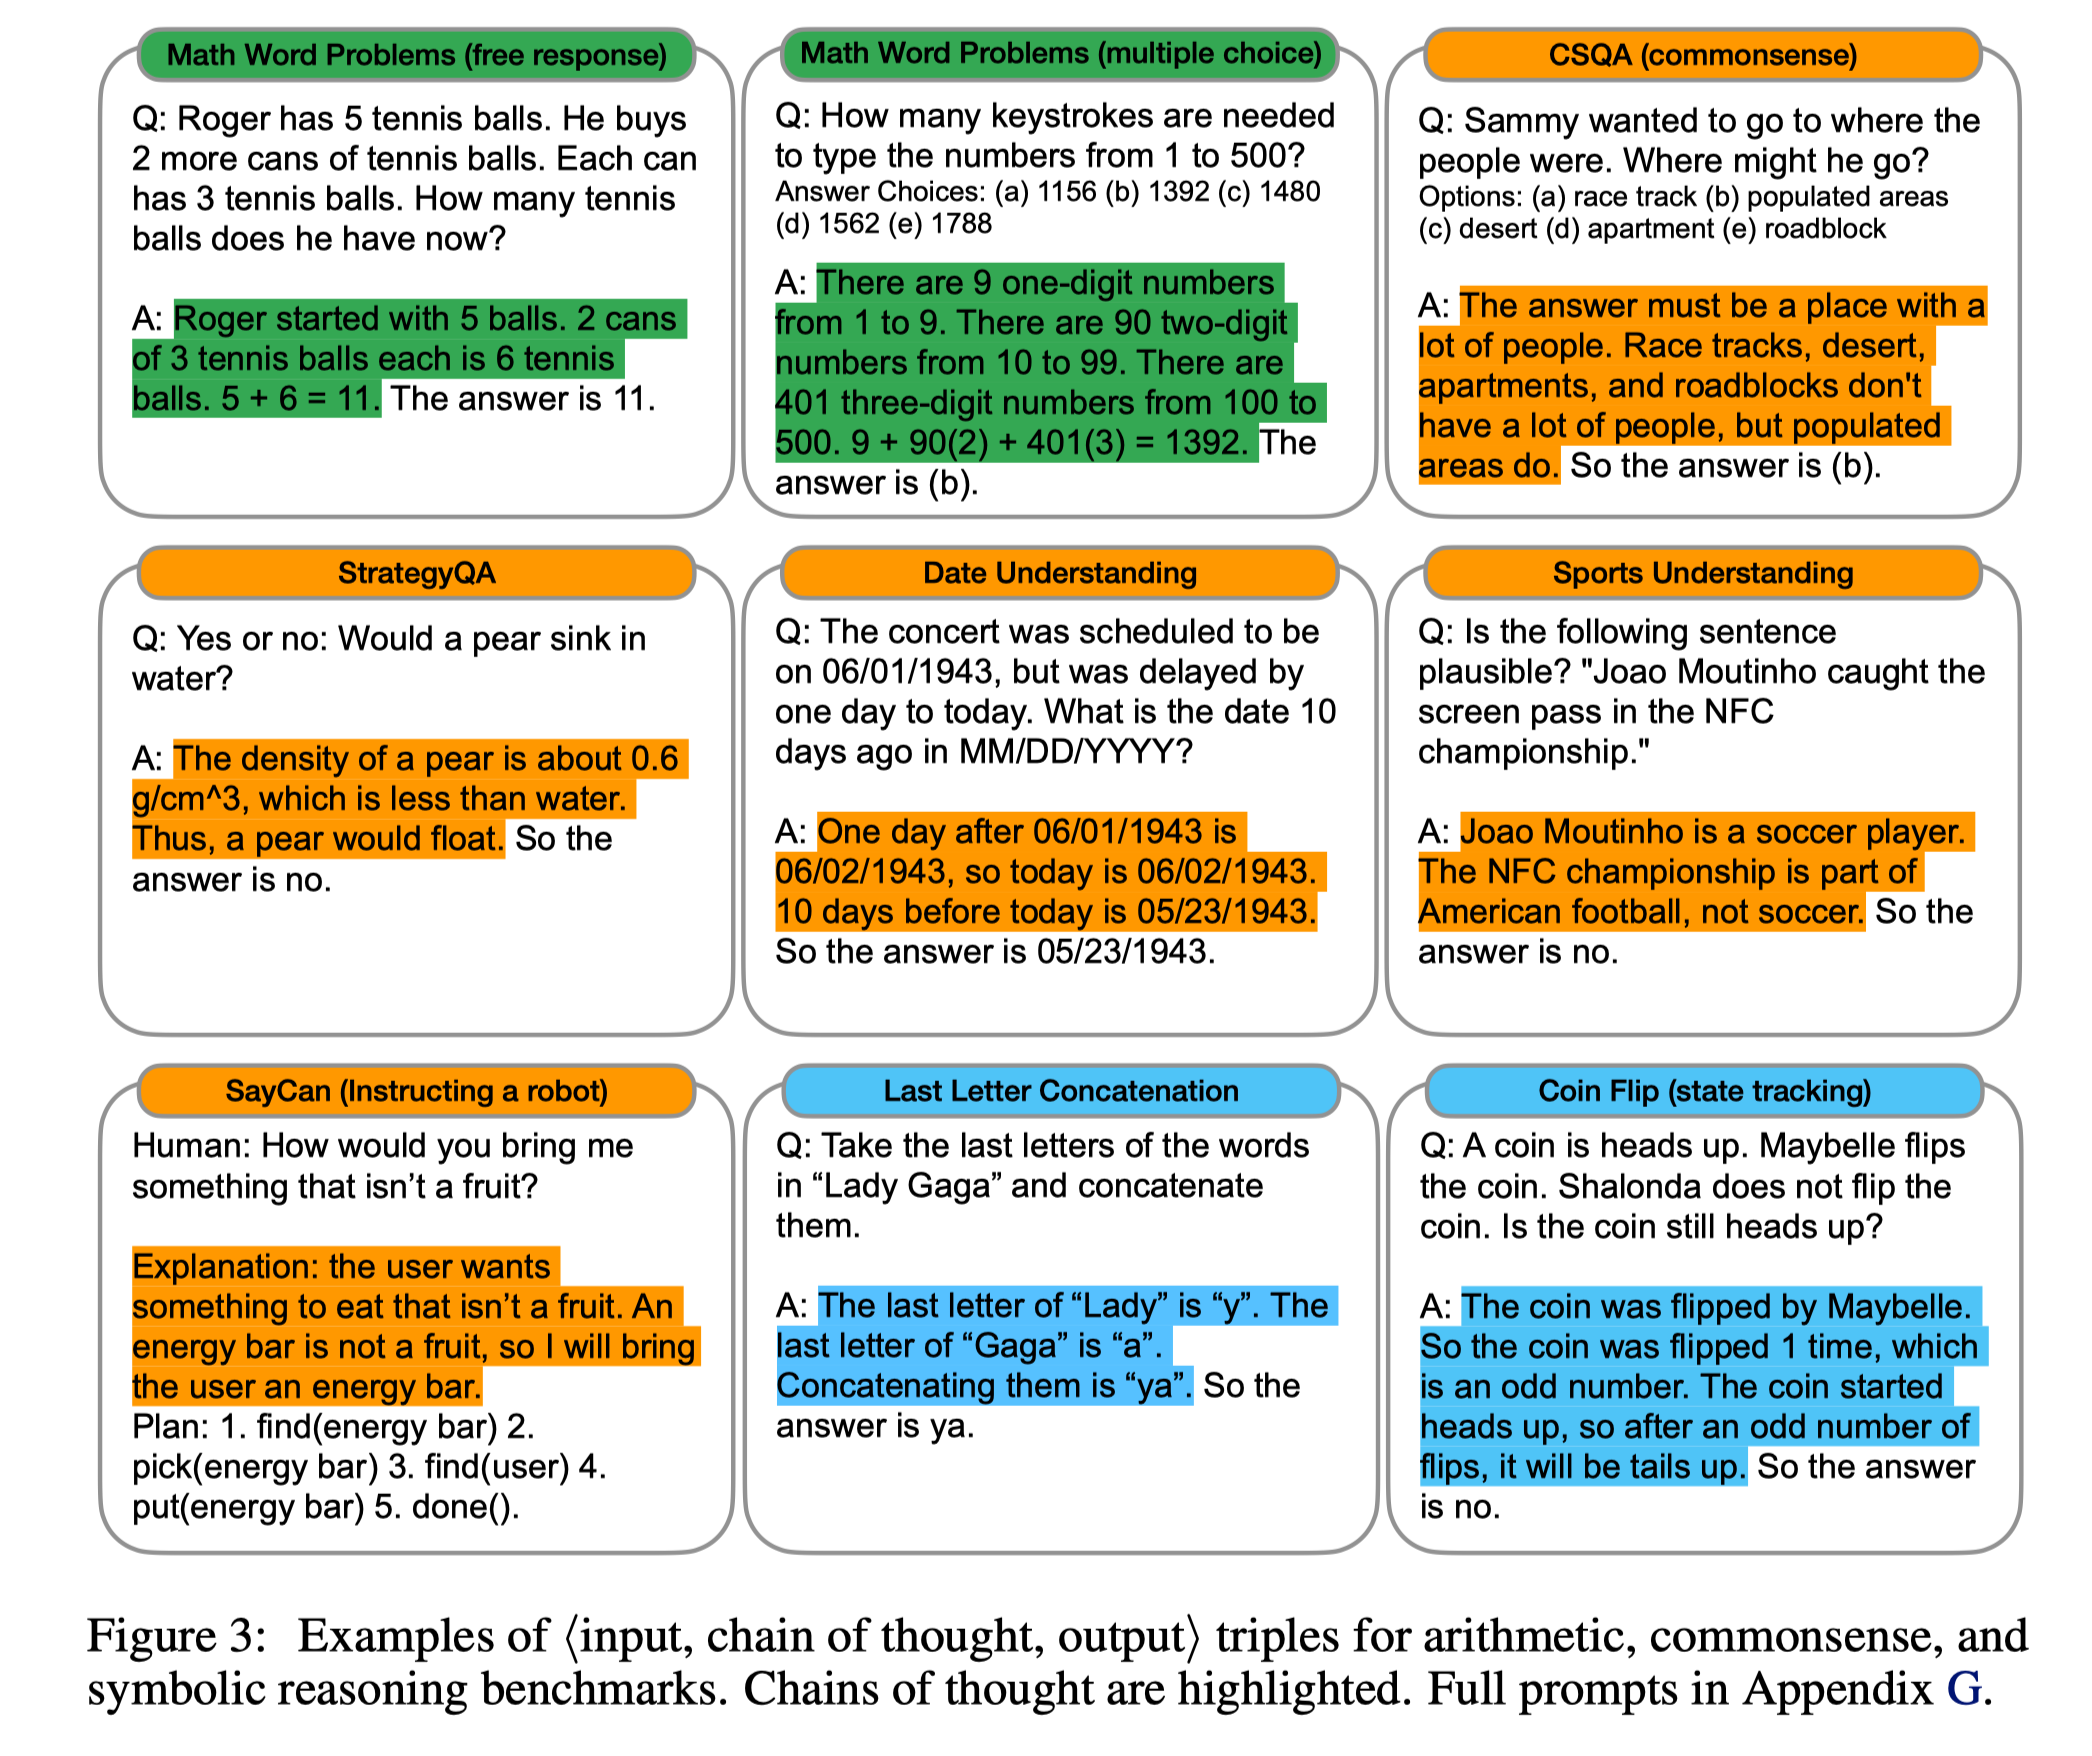 Math Word Problems (free response)
Q: Roger has 5 tennis balls. He buys
2 more cans of tennis balls. Each can
has 3 tennis balls. How many tennis
balls does he have now?
A: Roger started with 5 balls. 2 cans
of 3 tennis balls each is 6 tennis
balls. 5 + 6 = 11. The answer is 11.
Math Word Problems (multiple choice)
Q: How many keystrokes are needed
to type the numbers from 1 to 500?
Answer Choices: (a) 1156 (b) 1392 (c) 1480
(d) 1562 (e) 1788
A: There are 9 one-digit numbers
from 1 to 9. There are 90 two-digit
numbers from 10 to 99. There are
401 three-digit numbers from 100 to
500. 9 + 90(2) + 401(3) = 1392. The
answer is (b).
CSQA (commonsense)
Q: Sammy wanted to go to where the
people were. Where might he go?
Options: (a) race track (b) populated areas
(c) desert (d) apartment (e) roadblock
A: The answer must be a place with a
lot of people. Race tracks, desert,
apartments, and roadblocks don't
have a lot of people, but populated
areas do. So the answer is (b).
StrategyQA
Q: Yes or no: Would a pear sink in
water?
A: The density of a pear is about 0.6
g/cm^3, which is less than water.
Thus, a pear would float. So the
answer is no.
Date Understanding
Q: The concert was scheduled to be
on 06/01/1943, but was delayed by
one day to today. What is the date 10
days ago in MM/DD/YYYY?
A: One day after 06/01/1943 is
06/02/1943, so today is 06/02/1943.
10 days before today is 05/23/1943.
So the answer is 05/23/1943.
Sports Understanding
Q: Is the following sentence
plausible? "Joao Moutinho caught the
screen pass in the NFC
championship."
A: Joao Moutinho is a soccer player.
The NFC championship is part of
American football, not soccer. So the
answer is no.
SayCan (Instructing a robot)
Human: How would you bring me
something that isn’t a fruit?
Explanation: the user wants
something to eat that isn’t a fruit. An
energy bar is not a fruit, so I will bring
the user an energy bar.
Plan: 1. find(energy bar) 2.
pick(energy bar) 3. find(user) 4.
put(energy bar) 5. done().
Last Letter Concatenation
Q: Take the last letters of the words
in “Lady Gaga” and concatenate
them.
A: The last letter of “Lady” is “y”. The
last letter of “Gaga” is “a”.
Concatenating them is “ya”. So the
answer is ya.
Coin Flip (state tracking)
Q: A coin is heads up. Maybelle flips
the coin. Shalonda does not flip the
coin. Is the coin still heads up?
A: The coin was flipped by Maybelle.
So the coin was flipped 1 time, which
is an odd number. The coin started
heads up, so after an odd number of
flips, it will be tails up. So the answer
is no.
Figure 3: Examples of ⟨input, chain of thought, output⟩ triples for arithmetic, commonsense, and
symbolic reasoning benchmarks. Chains of thought are highlighted. Full prompts in Appendix G.